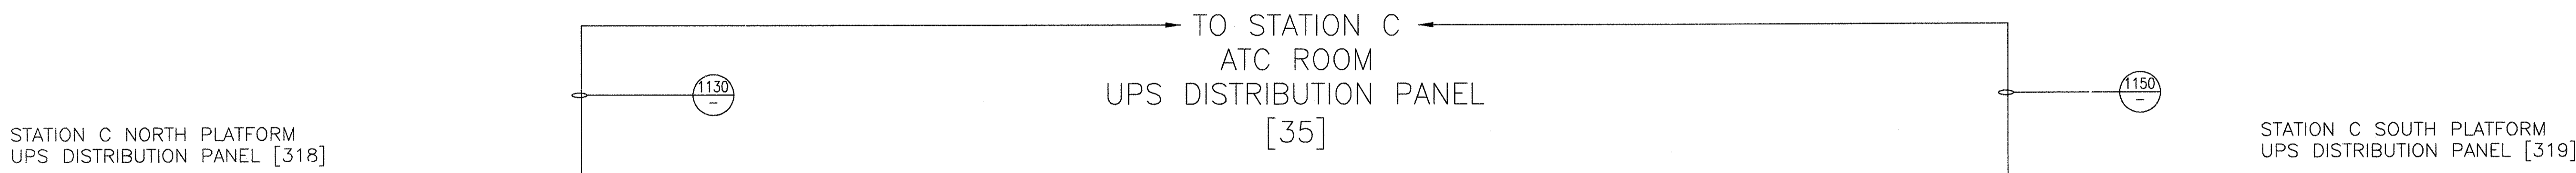 TO STATION C
ATC ROOM
UPS DISTRIBUTION PANEL
[35]
1130
-
1150
-
STATION C NORTH PLATFORM
UPS DISTRIBUTION PANEL [318]
STATION C SOUTH PLATFORM
UPS DISTRIBUTION PANEL [319]